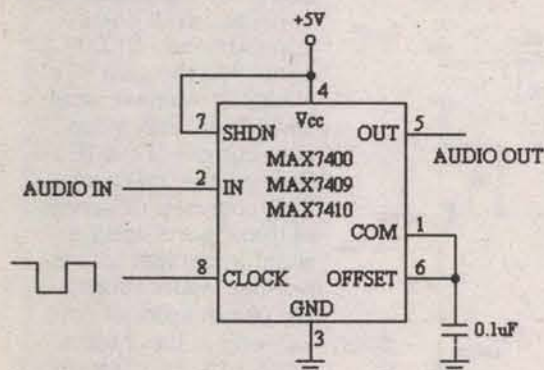 +5V
4
Vcc
7 SHDN OUT 5
MAX7400 AUDIO OUT
AUDIO IN 2 IN MAX7409
MAX7410
COM 1
8 CLOCK OFFSET 6
GND
3 0.1uF